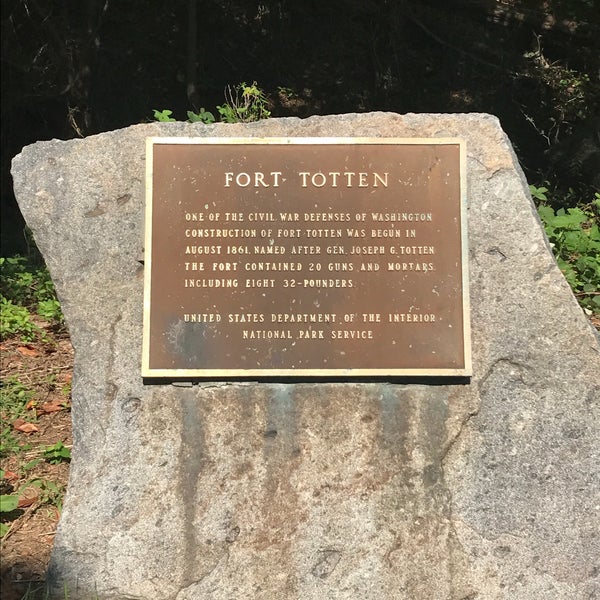 FORT TOTTEN
ONE OF THE CIVIL WAR DEFENSES OF WASHINGTON
CONSTRUCTION OF FORT TOTTEN WAS BEGUN IN
AUGUST 1861. NAMED AFTER GEN. JOSEPH G. TOTTEN
THE FORT CONTAINED 20 GUNS AND MORTARS
INCLUDING EIGHT 32-POUNDERS.
UNITED STATES DEPARTMENT OF THE INTERIOR
NATIONAL PARK SERVICE